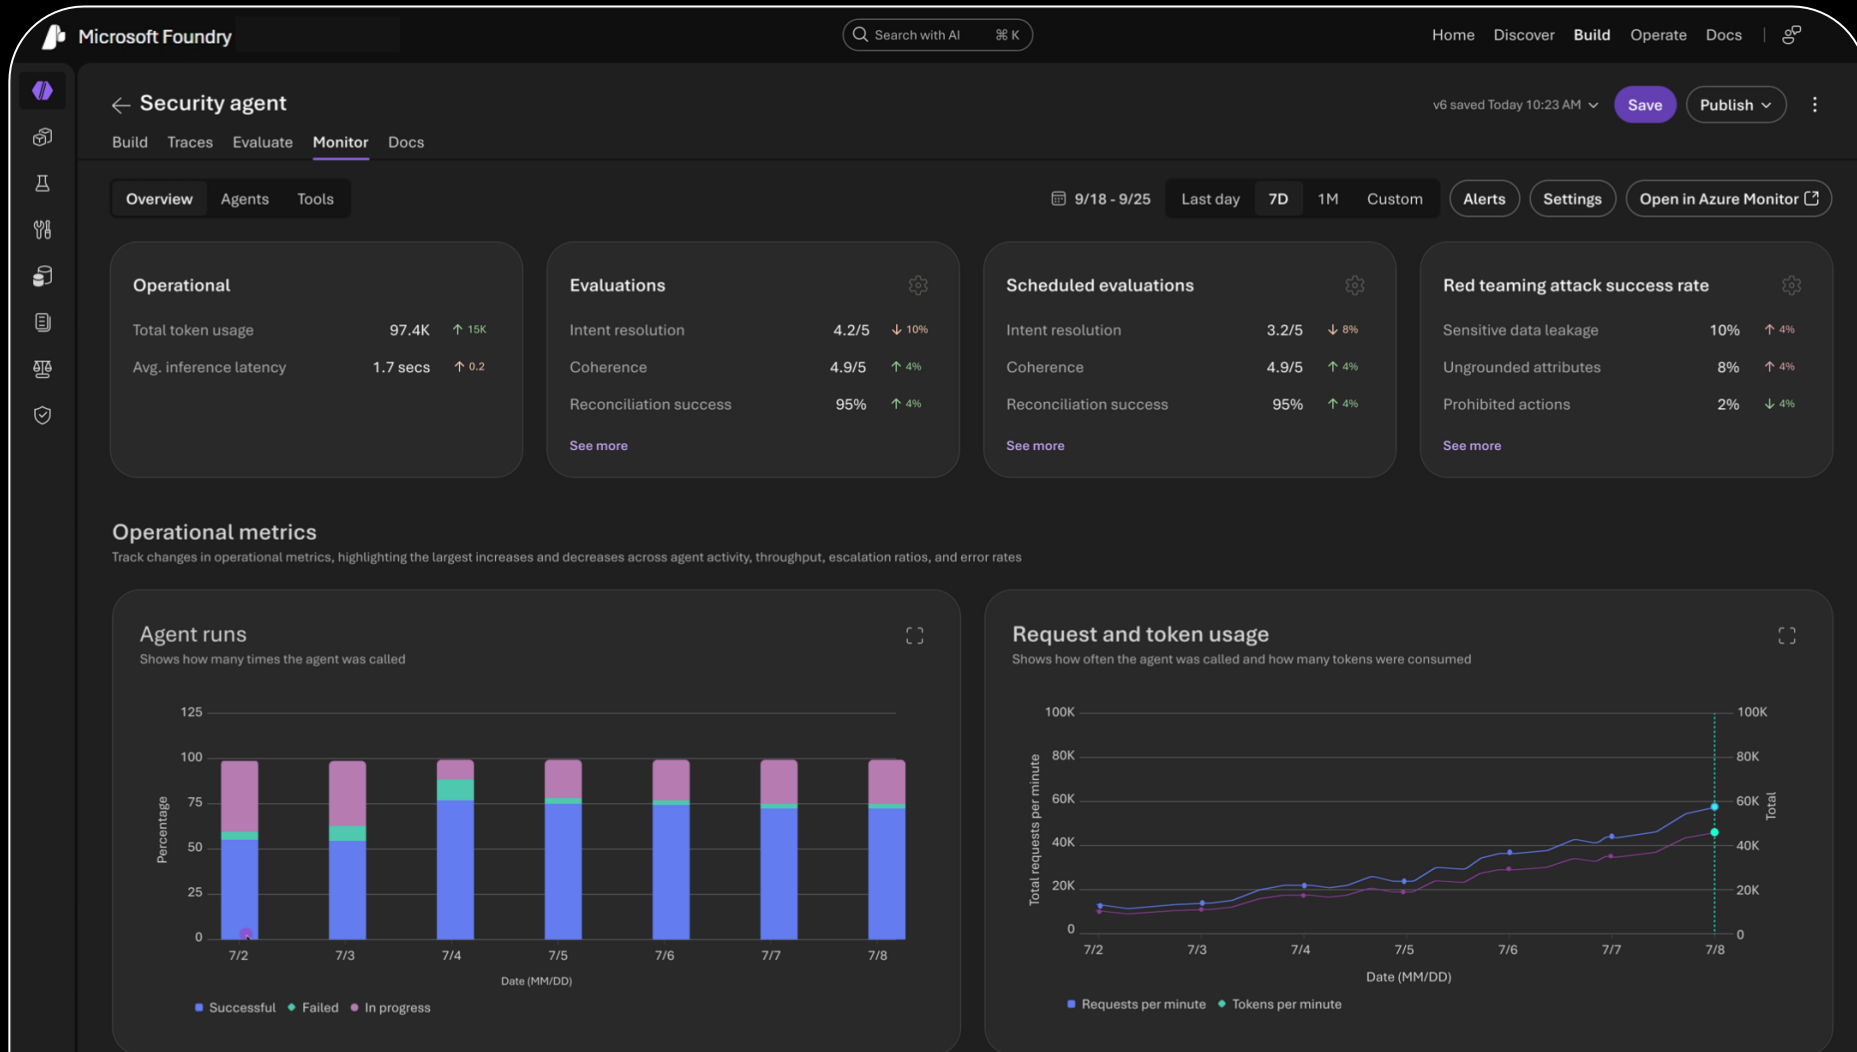 Microsoft Foundry
Search with AI ⌘ K
Home Discover Build Operate Docs
Security agent
v6 saved Today 10:23 AM Save Publish
Build Traces Evaluate Monitor Docs
Overview Agents Tools
9/18 - 9/25 Last day 7D 1M Custom Alerts Settings Open in Azure Monitor
Operational
Total token usage 97.4K ↑ 15K
Avg. inference latency 1.7 secs ↑ 0.2
Evaluations
Intent resolution 4.2/5 ↓ 10%
Coherence 4.9/5 ↑ 4%
Reconciliation success 95% ↑ 4%
See more
Scheduled evaluations
Intent resolution 3.2/5 ↓ 8%
Coherence 4.9/5 ↑ 4%
Reconciliation success 95% ↑ 4%
See more
Red teaming attack success rate
Sensitive data leakage 10% ↑ 4%
Ungrounded attributes 8% ↑ 4%
Prohibited actions 2% ↓ 4%
See more
Operational metrics
Track changes in operational metrics, highlighting the largest increases and decreases across agent activity, throughput, escalation ratios, and error rates
Agent runs
Shows how many times the agent was called
Percentage
125
100
75
50
25
0
7/2 7/3 7/4 7/5 7/6 7/7 7/8
Date (MM/DD)
Successful Failed In progress
Request and token usage
Shows how often the agent was called and how many tokens were consumed
Total requests per minute
100K 100K
80K 80K
60K 60K
40K 40K
20K 20K
0 0
Total
7/2 7/3 7/4 7/5 7/6 7/7 7/8
Date (MM/DD)
Requests per minute Tokens per minute